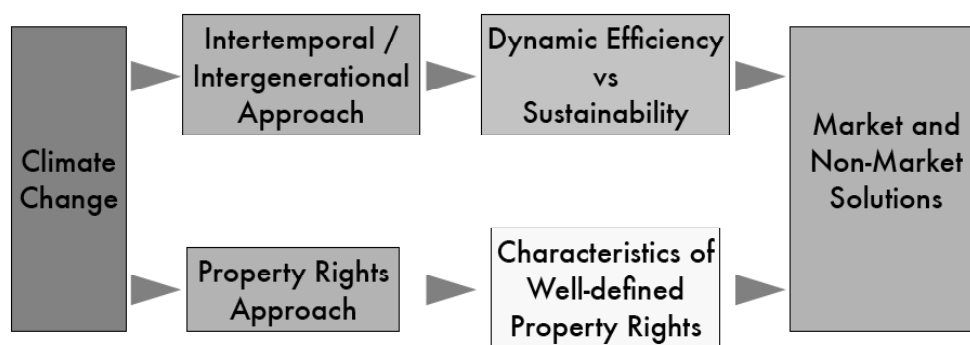 Climate
Change
Intertemporal /
Intergenerational
Approach
Dynamic Efficiency
vs
Sustainability
Property Rights
Approach
Characteristics of
Well-defined
Property Rights
Market and
Non-Market
Solutions